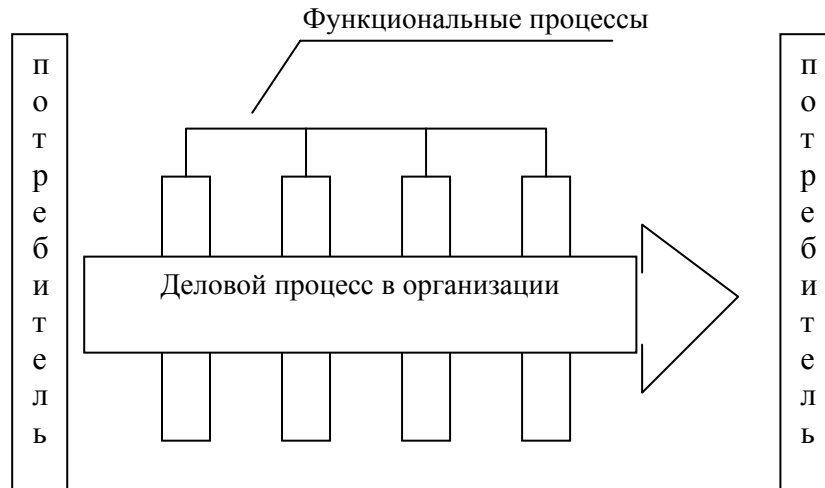 Функциональные процессы
потребитель
Деловой процесс в организации
потребитель